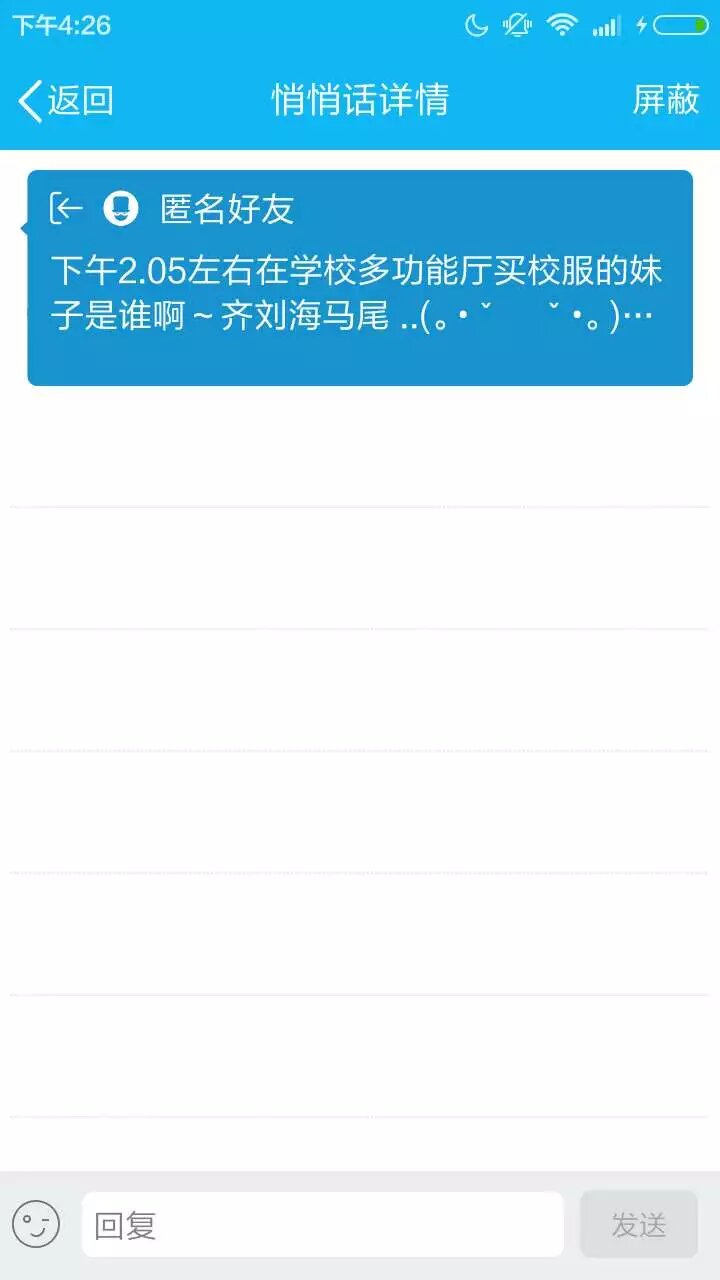 下午4:26
返回 悄悄话详情 屏蔽
匿名好友
下午2.05左右在学校多功能厅买校服的妹
子是谁啊～齐刘海马尾 ..(｡•ˇ ˇ•｡)…
回复 发送